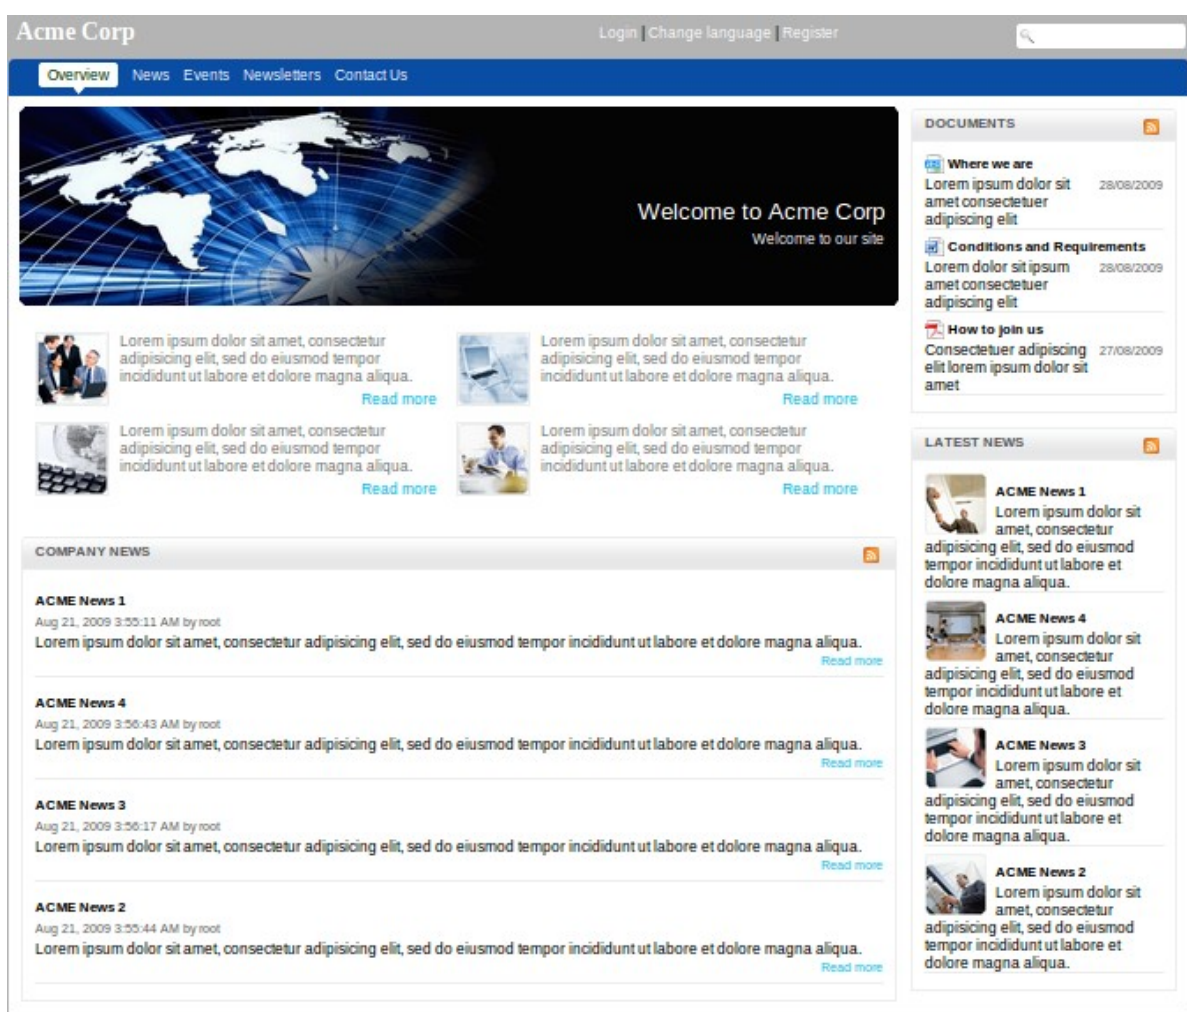 Acme Corp
Login | Change language | Register
Overview News Events Newsletters Contact Us
Welcome to Acme Corp
Welcome to our site
Lorem ipsum dolor sit amet, consectetur
adipisicing elit, sed do eiusmod tempor
incididunt ut labore et dolore magna aliqua.
Read more
Lorem ipsum dolor sit amet, consectetur
adipisicing elit, sed do eiusmod tempor
incididunt ut labore et dolore magna aliqua.
Read more
Lorem ipsum dolor sit amet, consectetur
adipisicing elit, sed do eiusmod tempor
incididunt ut labore et dolore magna aliqua.
Read more
Lorem ipsum dolor sit amet, consectetur
adipisicing elit, sed do eiusmod tempor
incididunt ut labore et dolore magna aliqua.
Read more
COMPANY NEWS
ACME News 1
Aug 21, 2009 3:55:11 AM by root
Lorem ipsum dolor sit amet, consectetur adipisicing elit, sed do eiusmod tempor incididunt ut labore et dolore magna aliqua.
Read more
ACME News 4
Aug 21, 2009 3:56:43 AM by root
Lorem ipsum dolor sit amet, consectetur adipisicing elit, sed do eiusmod tempor incididunt ut labore et dolore magna aliqua.
Read more
ACME News 3
Aug 21, 2009 3:56:17 AM by root
Lorem ipsum dolor sit amet, consectetur adipisicing elit, sed do eiusmod tempor incididunt ut labore et dolore magna aliqua.
Read more
ACME News 2
Aug 21, 2009 3:55:44 AM by root
Lorem ipsum dolor sit amet, consectetur adipisicing elit, sed do eiusmod tempor incididunt ut labore et dolore magna aliqua.
Read more
DOCUMENTS
Where we are
Lorem ipsum dolor sit 28/08/2009
amet consectetuer
adipiscing elit
Conditions and Requirements
Lorem dolor sit ipsum 28/08/2009
amet consectetuer
adipiscing elit
How to join us
Consectetuer adipiscing 27/08/2009
elit lorem ipsum dolor sit
amet
LATEST NEWS
ACME News 1
Lorem ipsum dolor sit
amet, consectetur
adipisicing elit, sed do eiusmod
tempor incididunt ut labore et
dolore magna aliqua.
ACME News 4
Lorem ipsum dolor sit
amet, consectetur
adipisicing elit, sed do eiusmod
tempor incididunt ut labore et
dolore magna aliqua.
ACME News 3
Lorem ipsum dolor sit
amet, consectetur
adipisicing elit, sed do eiusmod
tempor incididunt ut labore et
dolore magna aliqua.
ACME News 2
Lorem ipsum dolor sit
amet, consectetur
adipisicing elit, sed do eiusmod
tempor incididunt ut labore et
dolore magna aliqua.